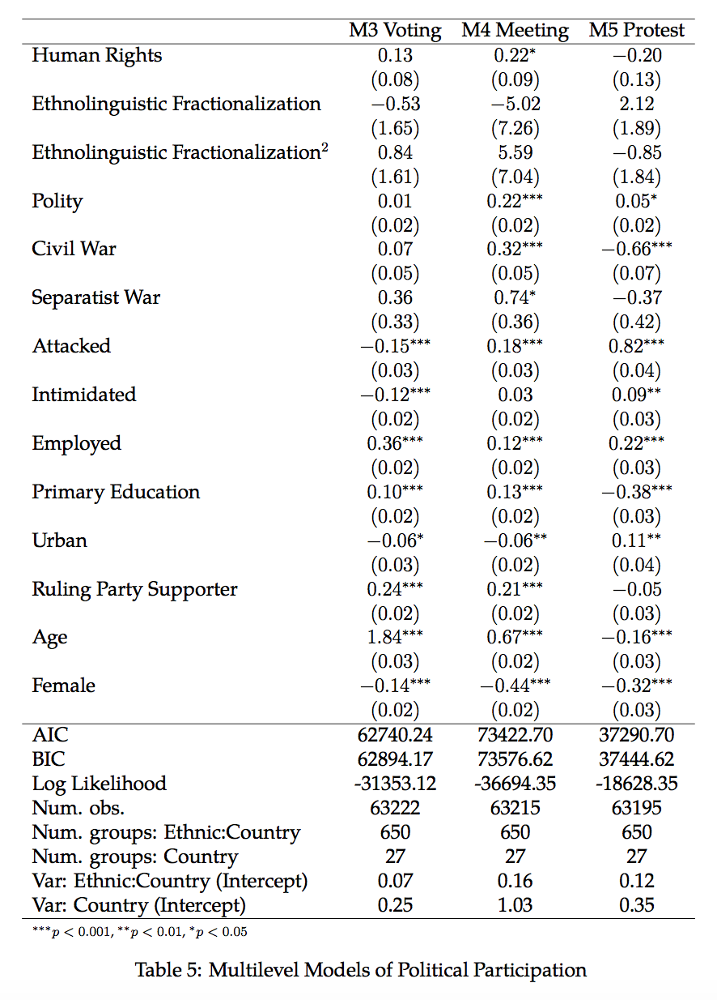 M3 Voting M4 Meeting M5 Protest
Human Rights 0.13 0.22* −0.20
(0.08) (0.09) (0.13)
Ethnolinguistic Fractionalization −0.53 −5.02 2.12
(1.65) (7.26) (1.89)
Ethnolinguistic Fractionalization² 0.84 5.59 −0.85
(1.61) (7.04) (1.84)
Polity 0.01 0.22*** 0.05*
(0.02) (0.02) (0.02)
Civil War 0.07 0.32*** −0.66***
(0.05) (0.05) (0.07)
Separatist War 0.36 0.74* −0.37
(0.33) (0.36) (0.42)
Attacked −0.15*** 0.18*** 0.82***
(0.03) (0.03) (0.04)
Intimidated −0.12*** 0.03 0.09**
(0.02) (0.02) (0.03)
Employed 0.36*** 0.12*** 0.22***
(0.02) (0.02) (0.03)
Primary Education 0.10*** 0.13*** −0.38***
(0.02) (0.02) (0.03)
Urban −0.06* −0.06** 0.11**
(0.03) (0.02) (0.04)
Ruling Party Supporter 0.24*** 0.21*** −0.05
(0.02) (0.02) (0.03)
Age 1.84*** 0.67*** −0.16***
(0.03) (0.02) (0.03)
Female −0.14*** −0.44*** −0.32***
(0.02) (0.02) (0.03)
AIC 62740.24 73422.70 37290.70
BIC 62894.17 73576.62 37444.62
Log Likelihood -31353.12 -36694.35 -18628.35
Num. obs. 63222 63215 63195
Num. groups: Ethnic:Country 650 650 650
Num. groups: Country 27 27 27
Var: Ethnic:Country (Intercept) 0.07 0.16 0.12
Var: Country (Intercept) 0.25 1.03 0.35
***p < 0.001, **p < 0.01, *p < 0.05
Table 5: Multilevel Models of Political Participation